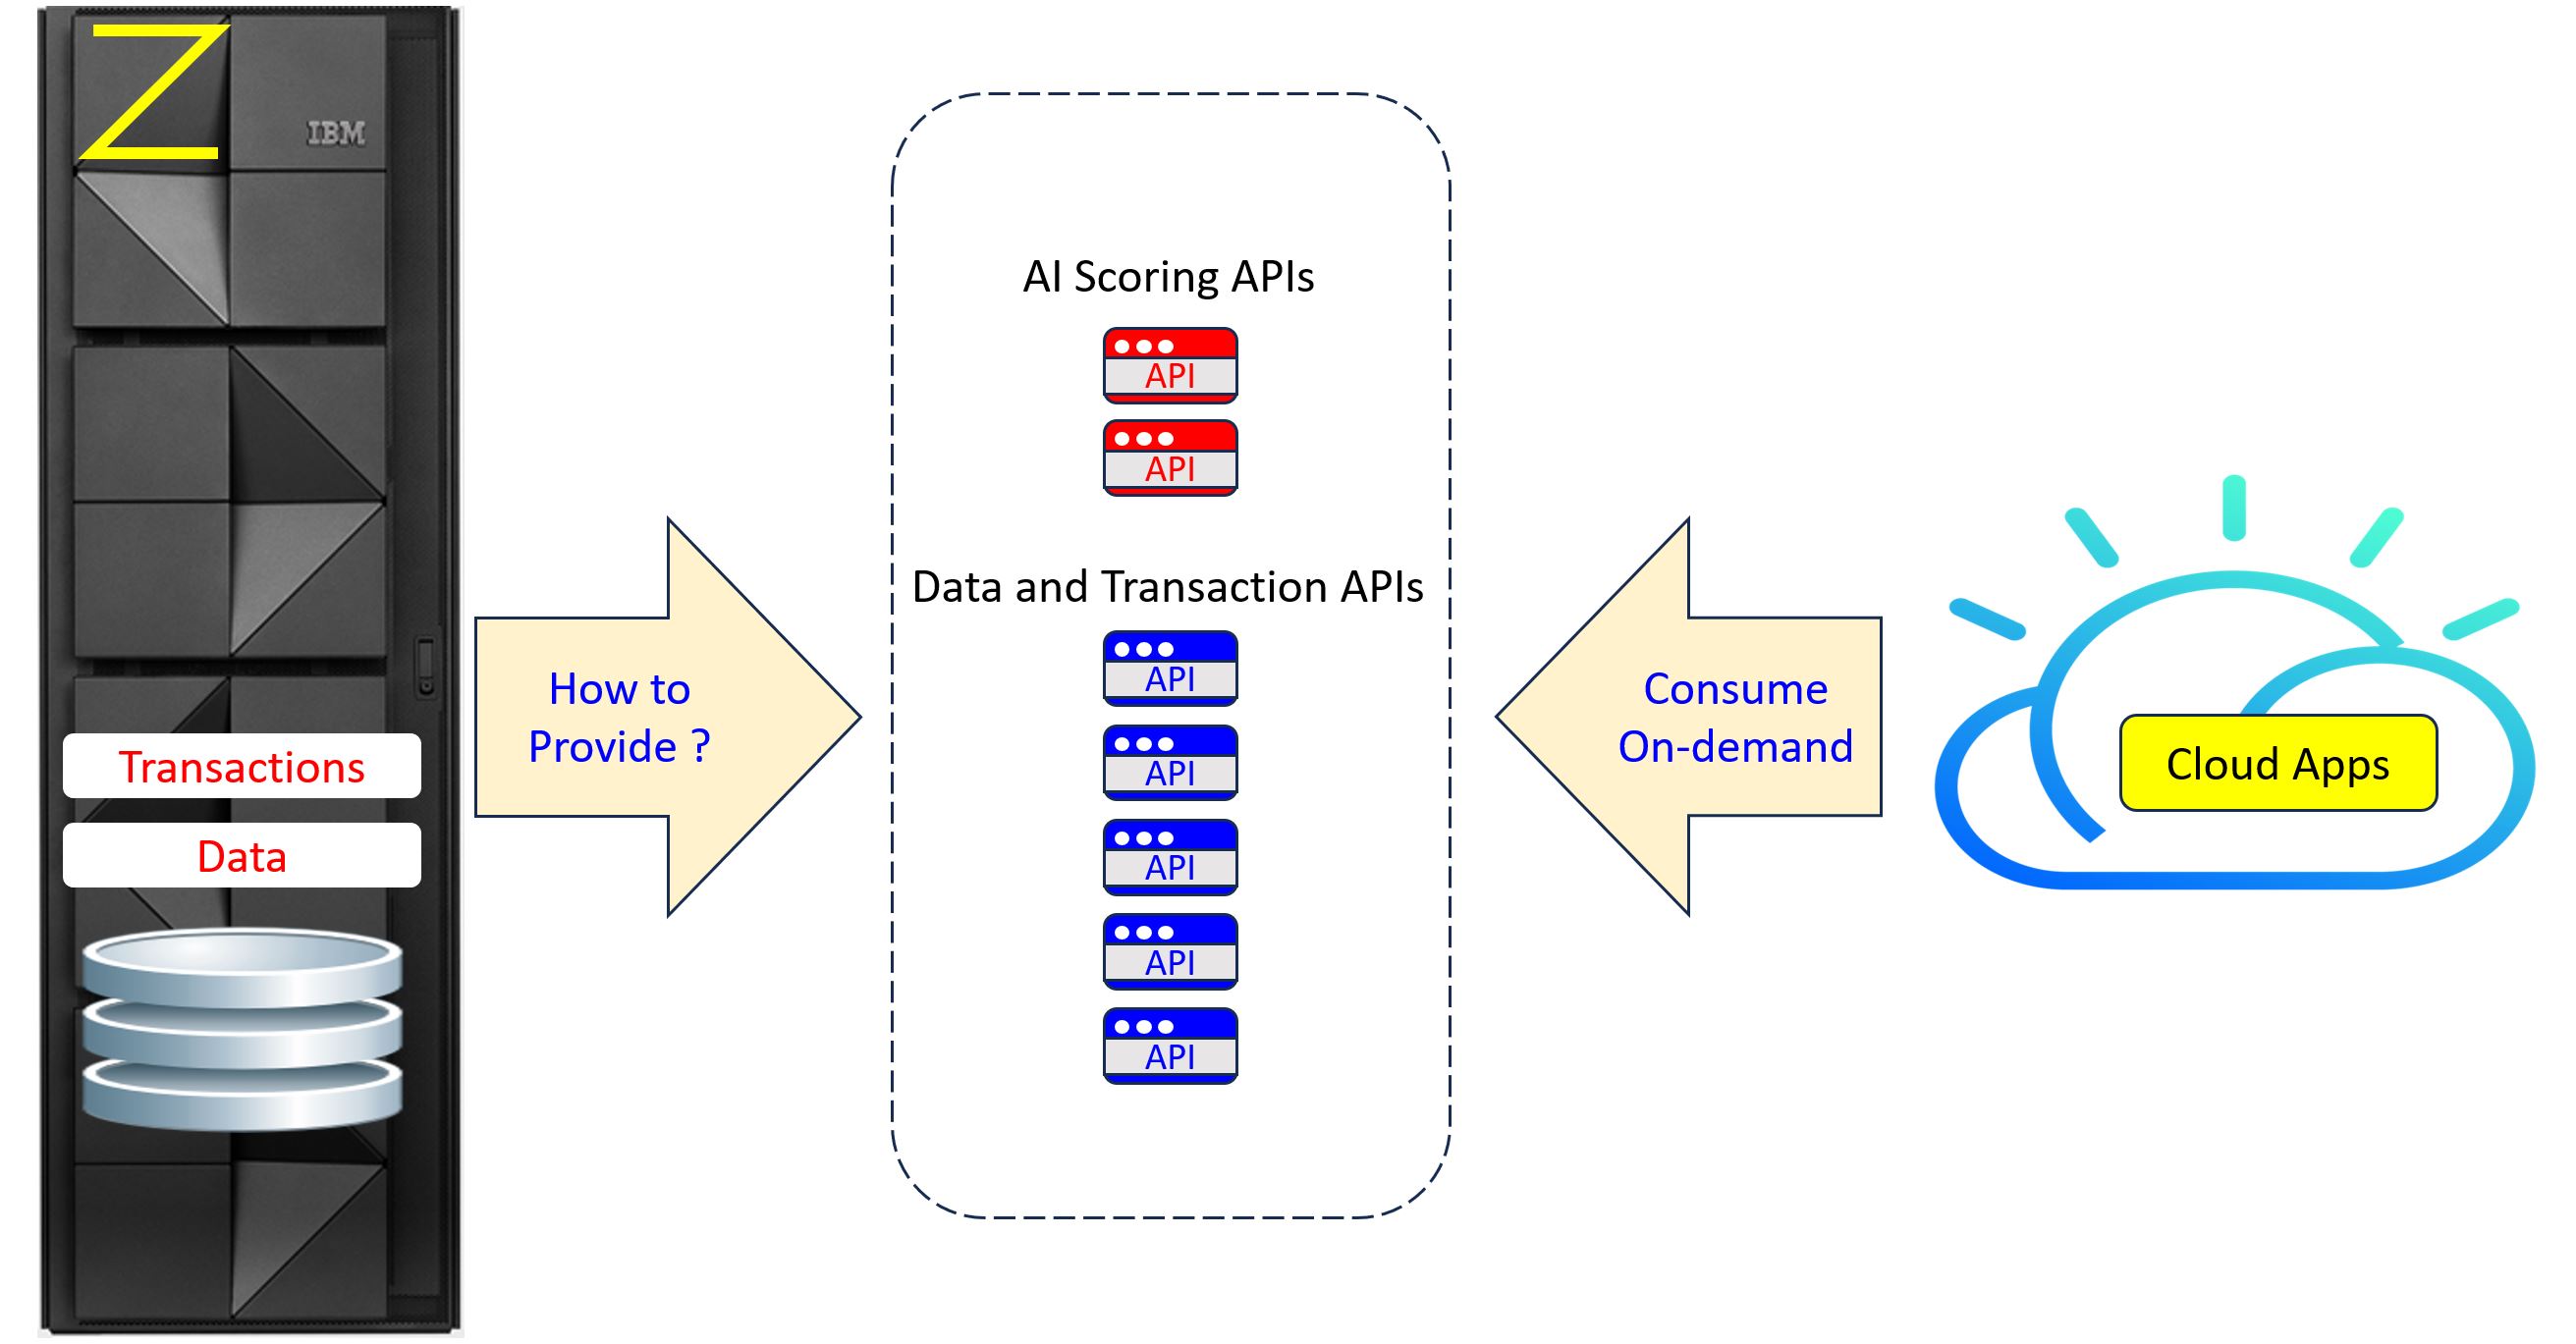 Z
IBM
Transactions
Data
How to
Provide ?
AI Scoring APIs
API
API
Data and Transaction APIs
API
API
API
API
API
Consume
On-demand
Cloud Apps